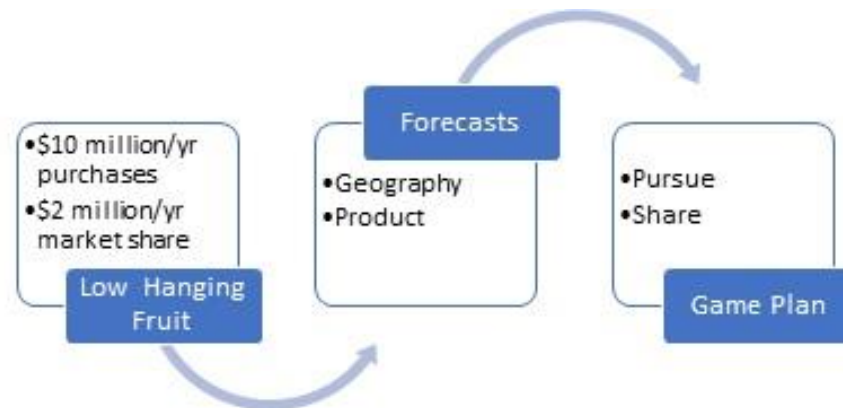 •$10 million/yr
purchases
•$2 million/yr
market share
Low Hanging
Fruit
Forecasts
•Geography
•Product
•Pursue
•Share
Game Plan